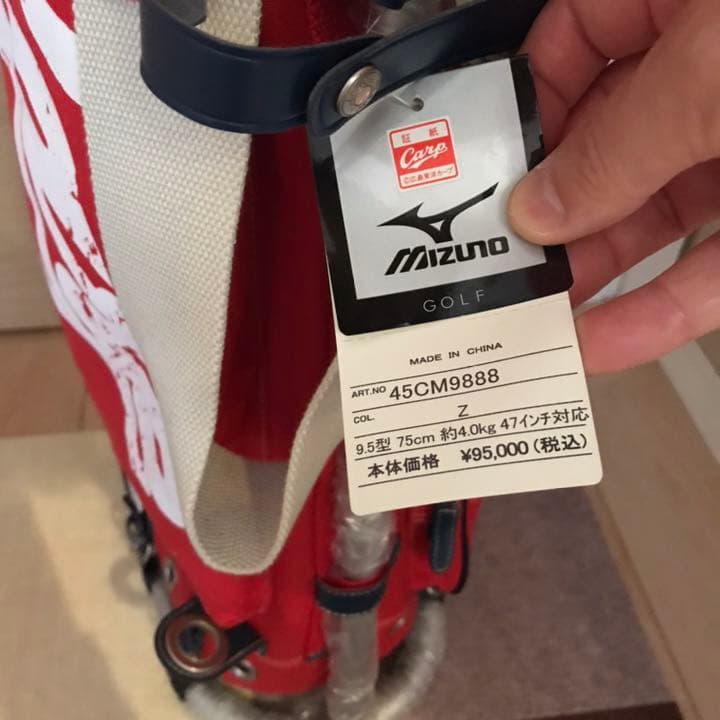 証 紙
Carp
©広島東洋カープ
MIZUNO
GOLF
MADE IN CHINA
ART.NO 45CM9888
COL. Z
9.5型 75cm 約4.0kg 47インチ対応
本体価格 ¥95,000(税込)